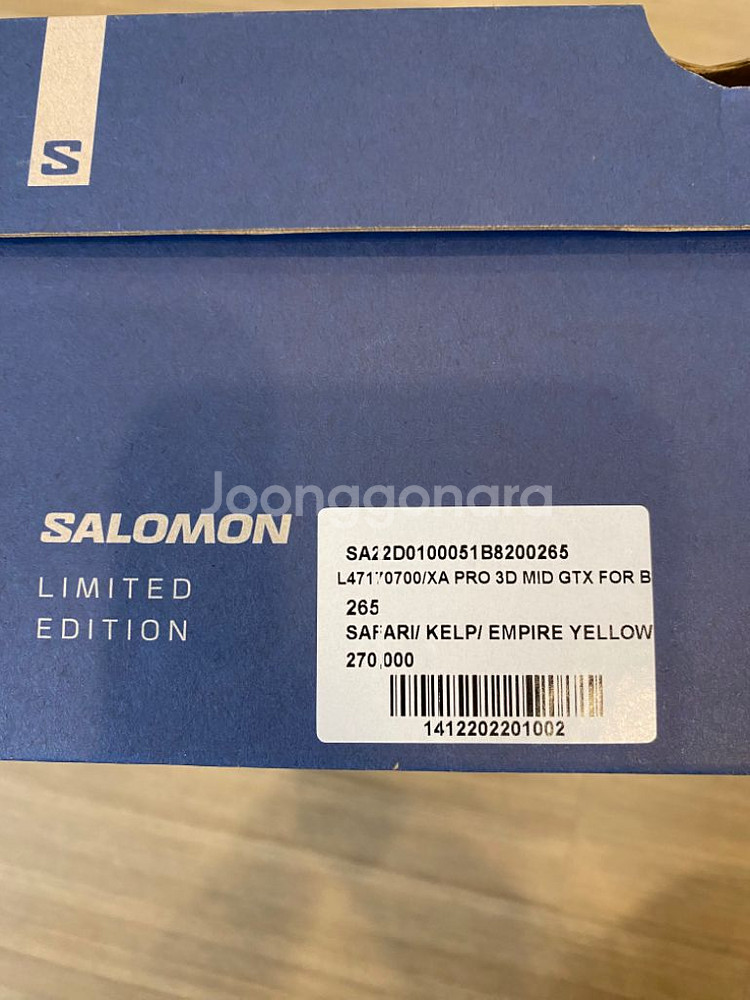 S
Joonggonara
SALOMON
LIMITED
EDITION
SA22D0100051B8200265
L47170700/XA PRO 3D MID GTX FOR B
265
SAFARI/ KELP/ EMPIRE YELLOW
270,000
1412202201002